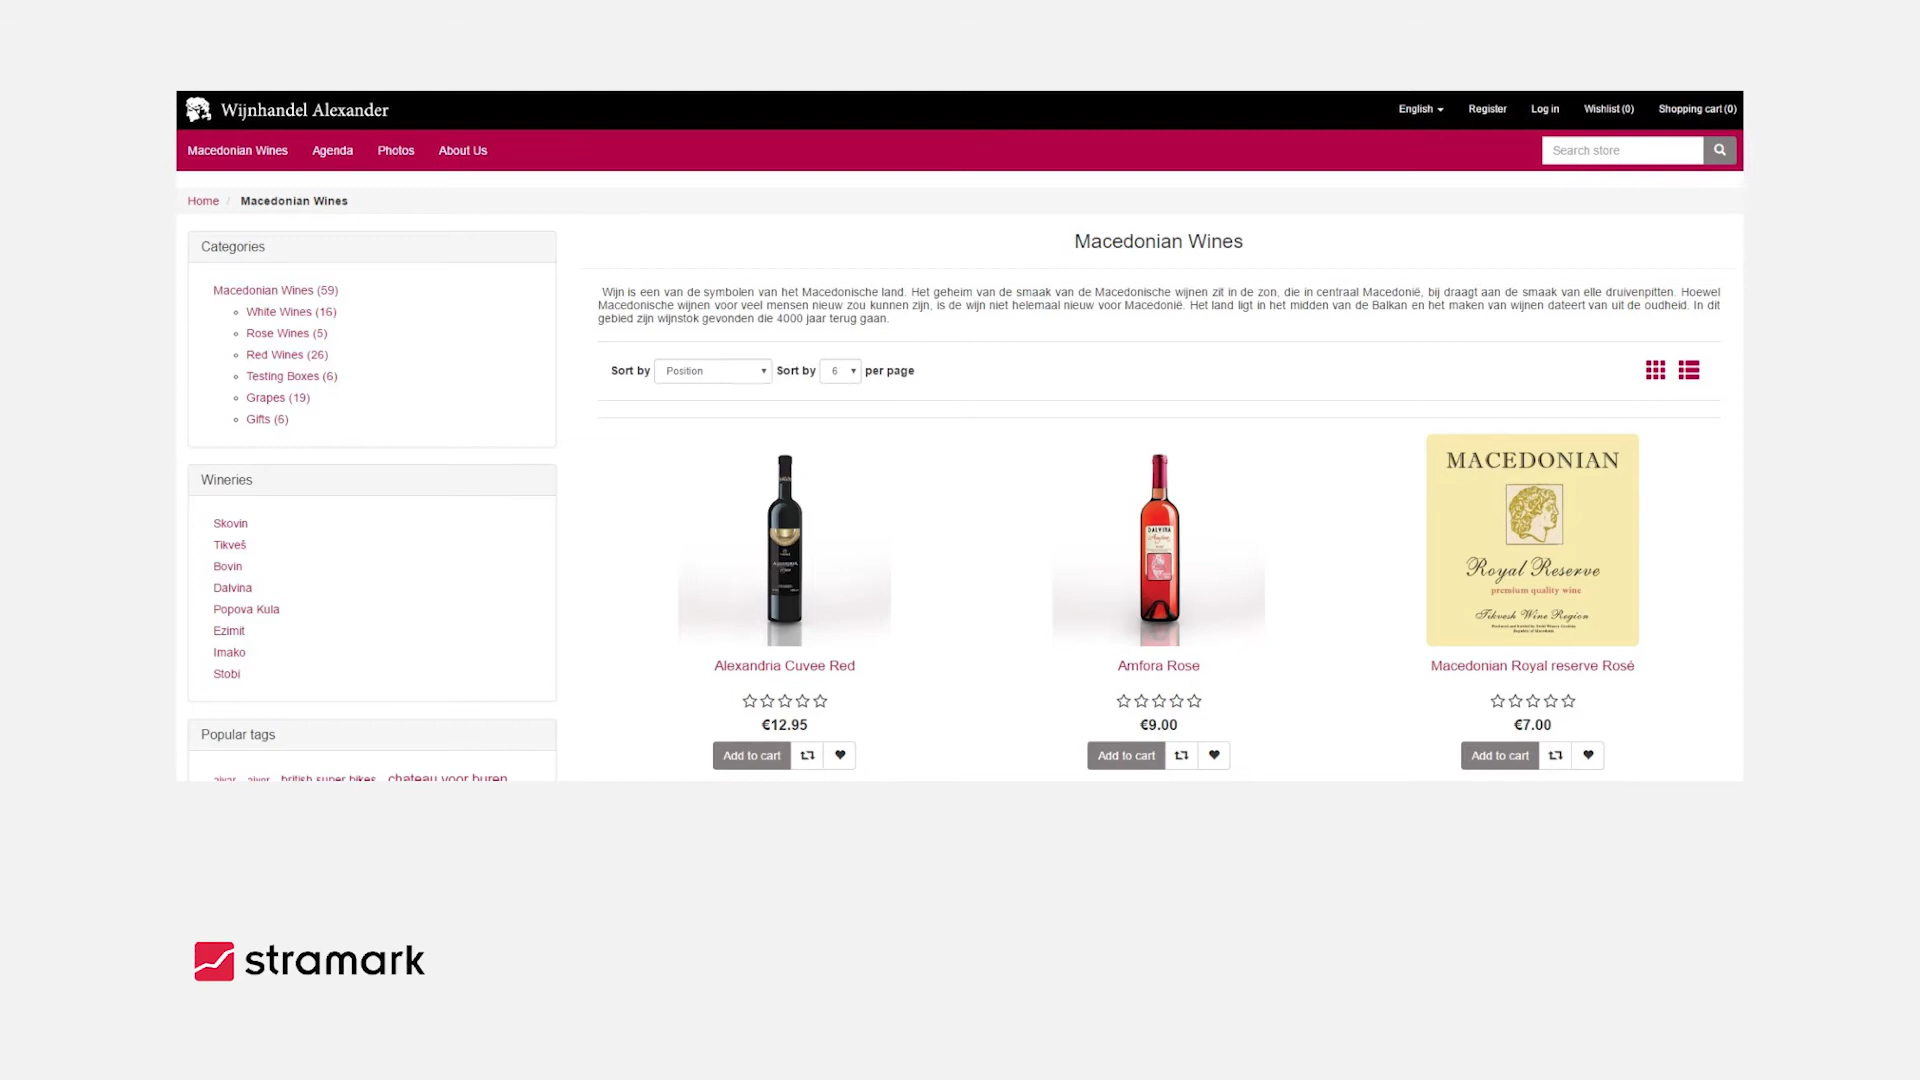 Wijnhandel Alexander
English
Register
Log in
Wishlist (0)
Shopping cart (0)
Macedonian Wines
Agenda
Photos
About Us
Search store
Home / Macedonian Wines
Categories
Macedonian Wines (59)
White Wines (16)
Rose Wines (5)
Red Wines (26)
Testing Boxes (6)
Grapes (19)
Gifts (6)
Wineries
Skovin
Tikveš
Bovin
Dalvina
Popova Kula
Ezimit
Imako
Stobi
Popular tags
british super bikes chateau voor buren
Macedonian Wines
Wijn is een van de symbolen van het Macedonische land. Het geheim van de smaak van de Macedonische wijnen zit in de zon, die in centraal Macedonië, bij draagt aan de smaak van elle druivenpitten. Hoewel
Macedonische wijnen voor veel mensen nieuw zou kunnen zijn, is de wijn niet helemaal nieuw voor Macedonië. Het land ligt in het midden van de Balkan en het maken van wijnen dateert van uit de oudheid. In dit
gebied zijn wijnstok gevonden die 4000 jaar terug gaan.
Sort by Position Sort by 6 per page
DALVINA
Amfora
MACEDONIAN
Royal Reserve
premium quality wine
Tikvesh Wine Region
Alexandria Cuvee Red
€12.95
Add to cart
Amfora Rose
€9.00
Add to cart
Macedonian Royal reserve Rosé
€7.00
Add to cart
stramark